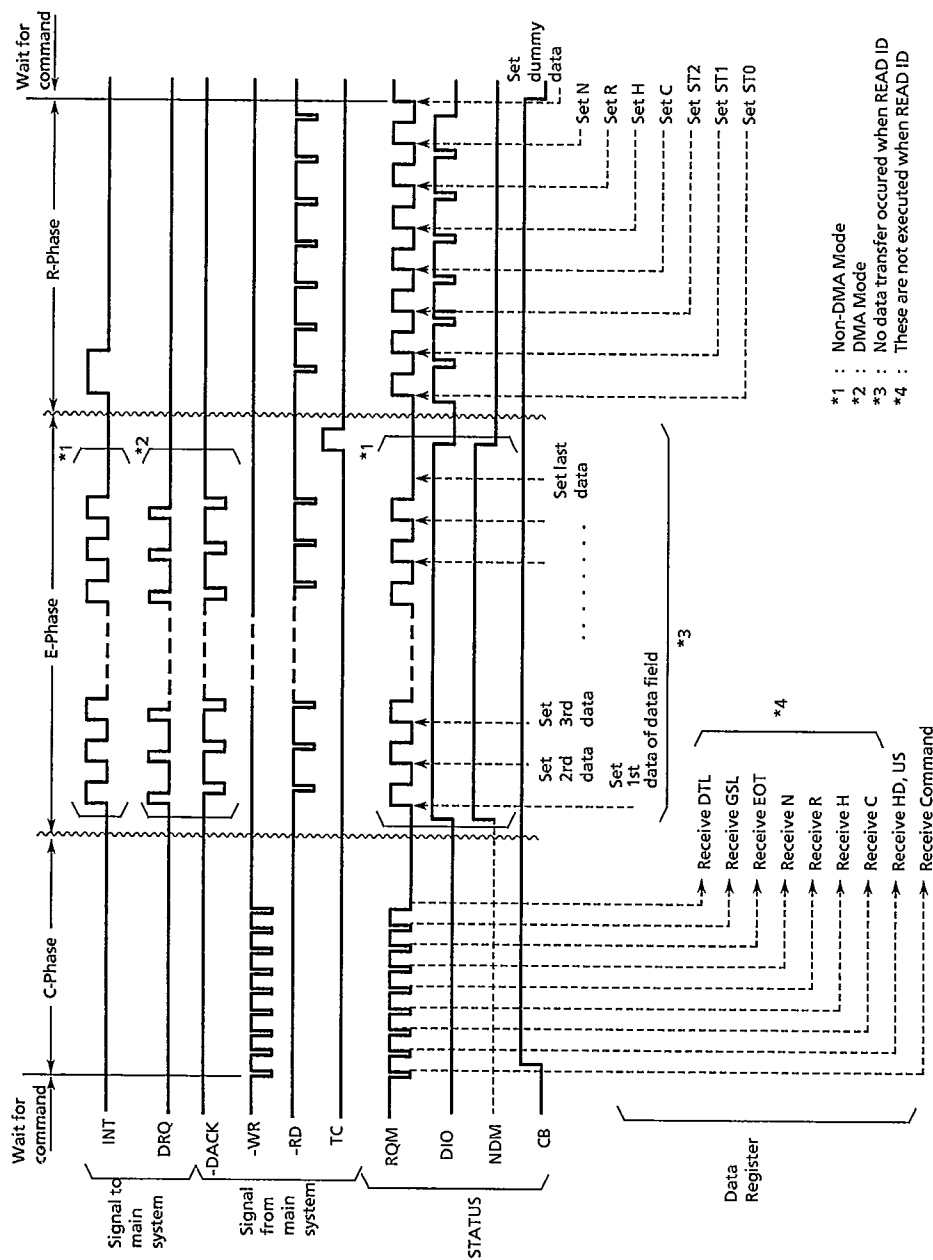 Wait for
command
C-Phase
E-Phase
R-Phase
Wait for
command
Signal to
main
system
INT
DRQ
*1
*2
Signal
from
main
system
-DACK
-WR
-RD
TC
STATUS
RQM
DIO
NDM
CB
*1
Set
1st
data of data field
Set
2rd
data
Set
3rd
data
. . . . . . .
Set last
data
*3
Set
dummy
data
Set N
Set R
Set H
Set C
Set ST2
Set ST1
Set ST0
Data
Register
Receive DTL
Receive GSL
Receive EOT
Receive N
Receive R
Receive H
Receive C
Receive HD, US
Receive Command
*4
*1 : Non-DMA Mode
*2 : DMA Mode
*3 : No data transfer occured when READ ID
*4 : These are not executed when READ ID